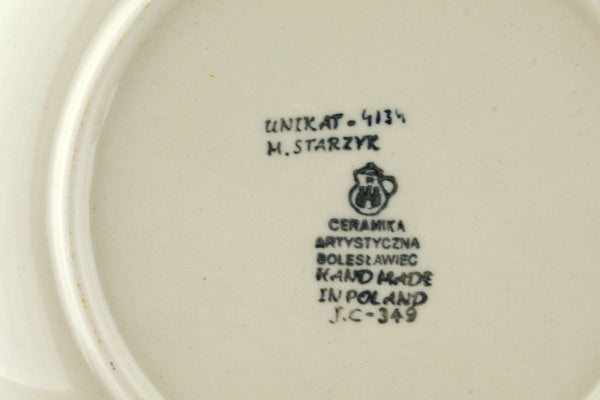 UNIKAT-4134
M. STARZYK
CERAMIKA
ARTYSTYCZNA
BOLESŁAWIEC
HAND MADE
IN POLAND
J.C-349